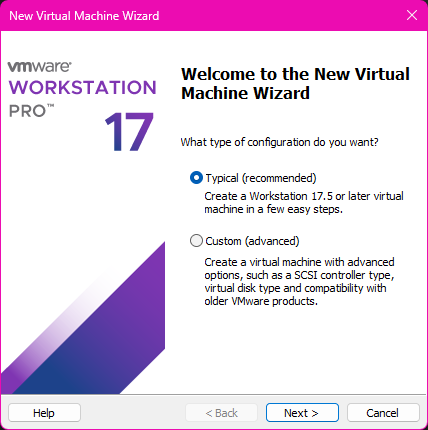 New Virtual Machine Wizard
vmware®
WORKSTATION
PRO™
17
Welcome to the New Virtual
Machine Wizard
What type of configuration do you want?
Typical (recommended)
Create a Workstation 17.5 or later virtual
machine in a few easy steps.
Custom (advanced)
Create a virtual machine with advanced
options, such as a SCSI controller type,
virtual disk type and compatibility with
older VMware products.
Help
< Back
Next >
Cancel